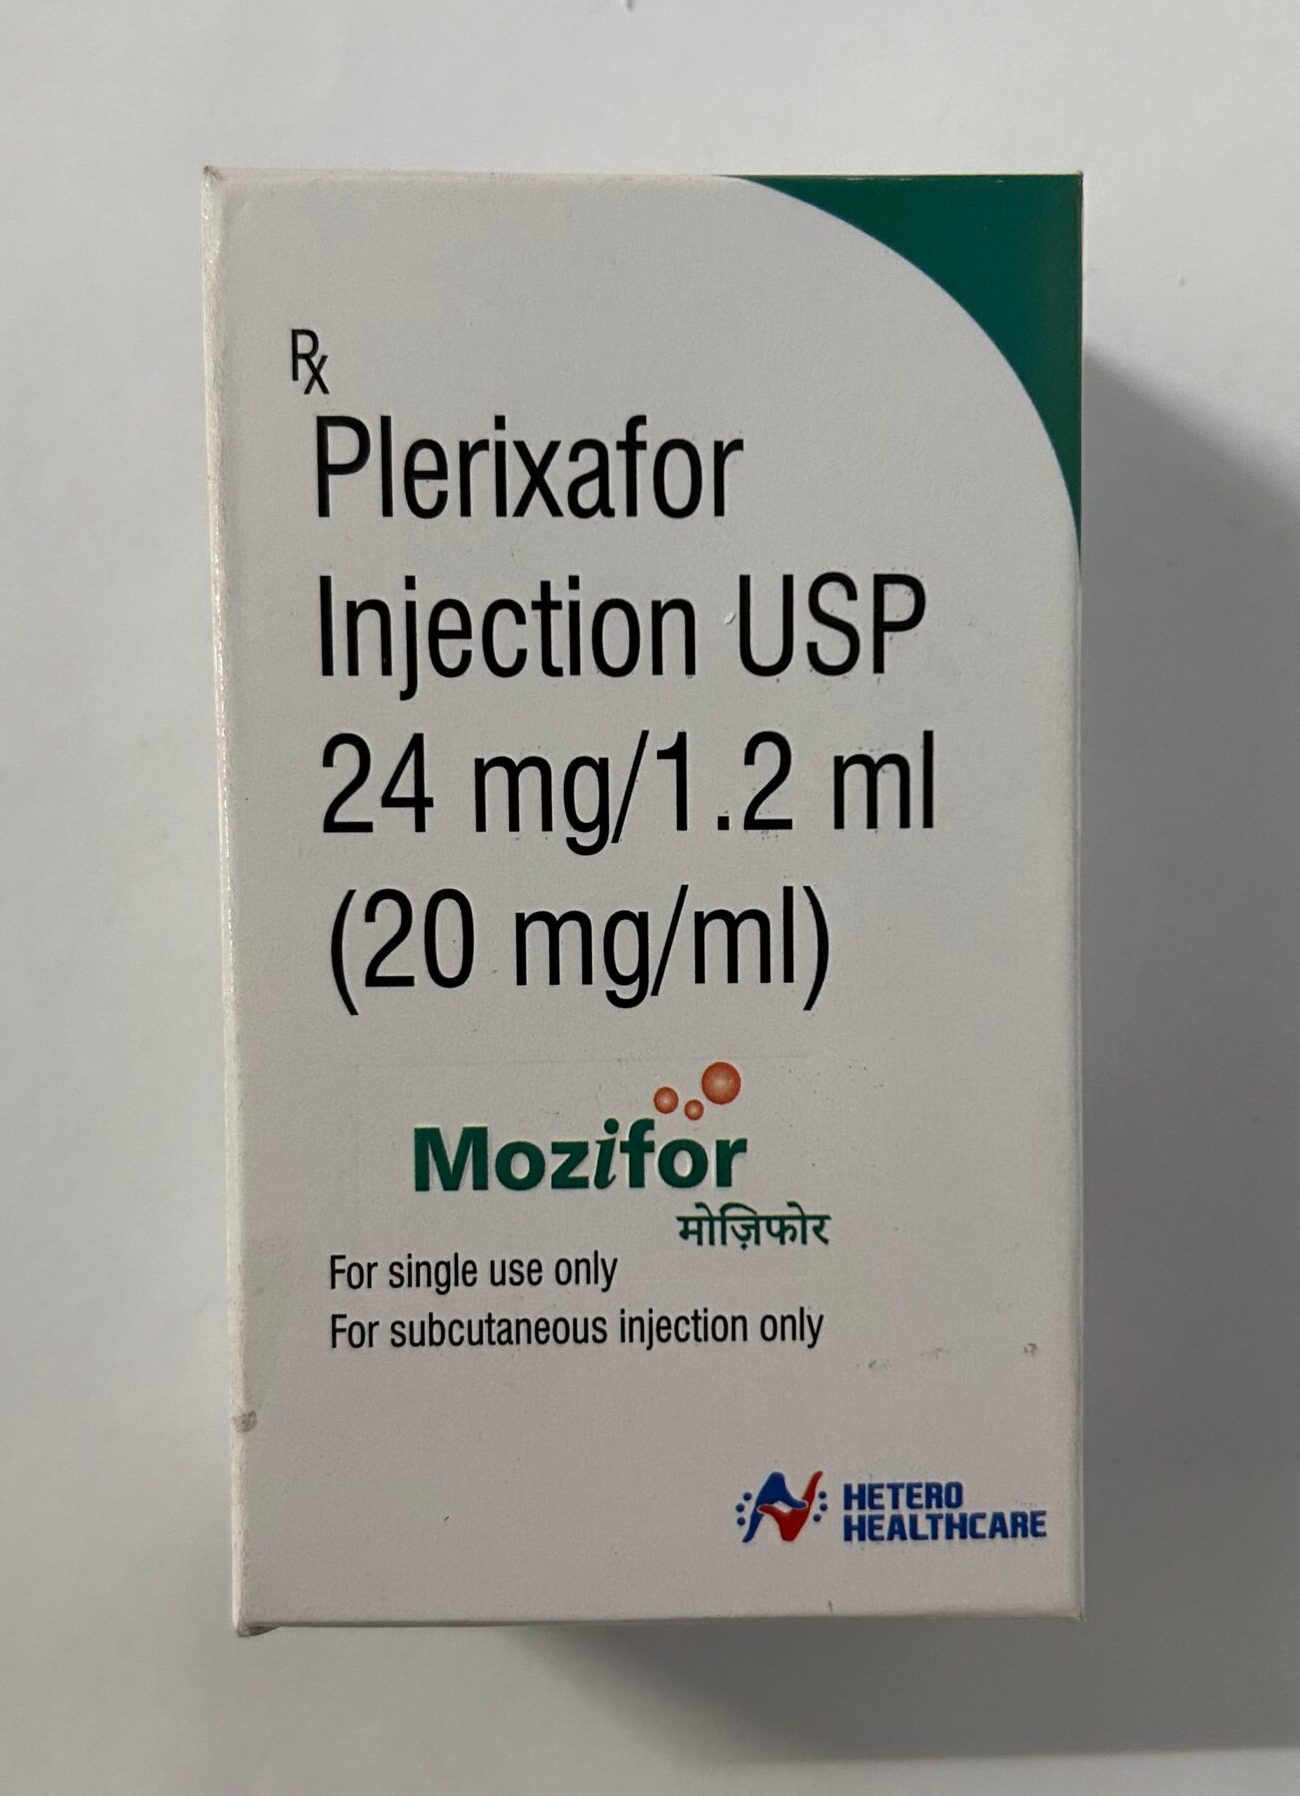 Rx
Plerixafor
Injection USP
24 mg/1.2 ml
(20 mg/ml)
Mozifor
मोज़िफोर
For single use only
For subcutaneous injection only
HETERO
HEALTHCARE